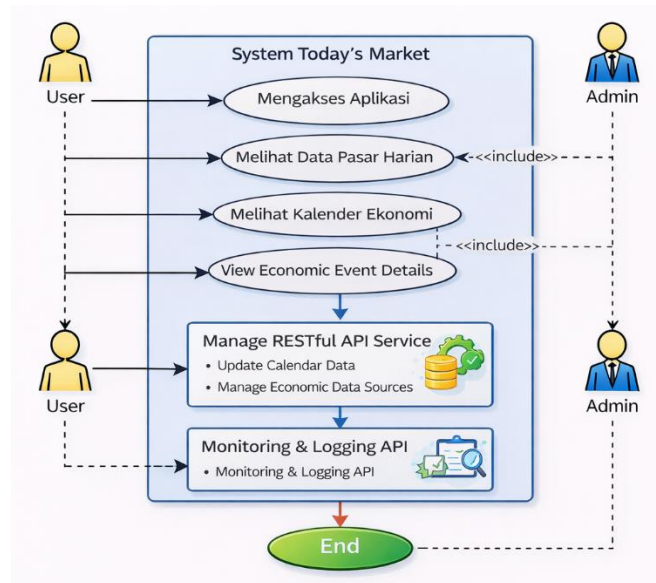 System Today's Market
User
Admin
Mengakses Aplikasi
Melihat Data Pasar Harian
<<include>>
Melihat Kalender Ekonomi
<<include>>
View Economic Event Details
Manage RESTful API Service
• Update Calendar Data
• Manage Economic Data Sources
User
Admin
Monitoring & Logging API
• Monitoring & Logging API
End